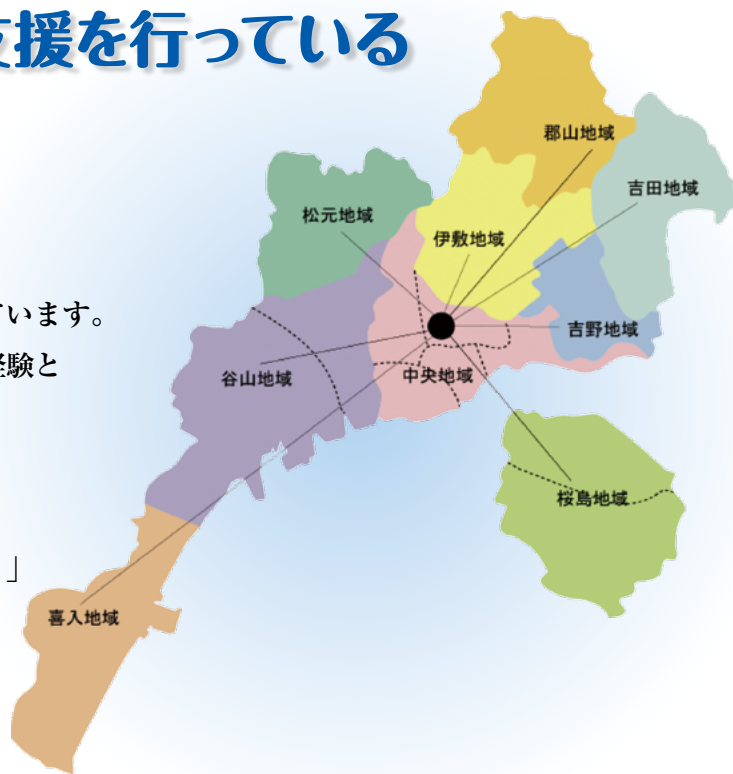 支援を行っている
郡山地域
吉田地域
松元地域
伊敷地域
ています。
吉野地域
経験と
谷山地域
中央地域
桜島地域
」
喜入地域